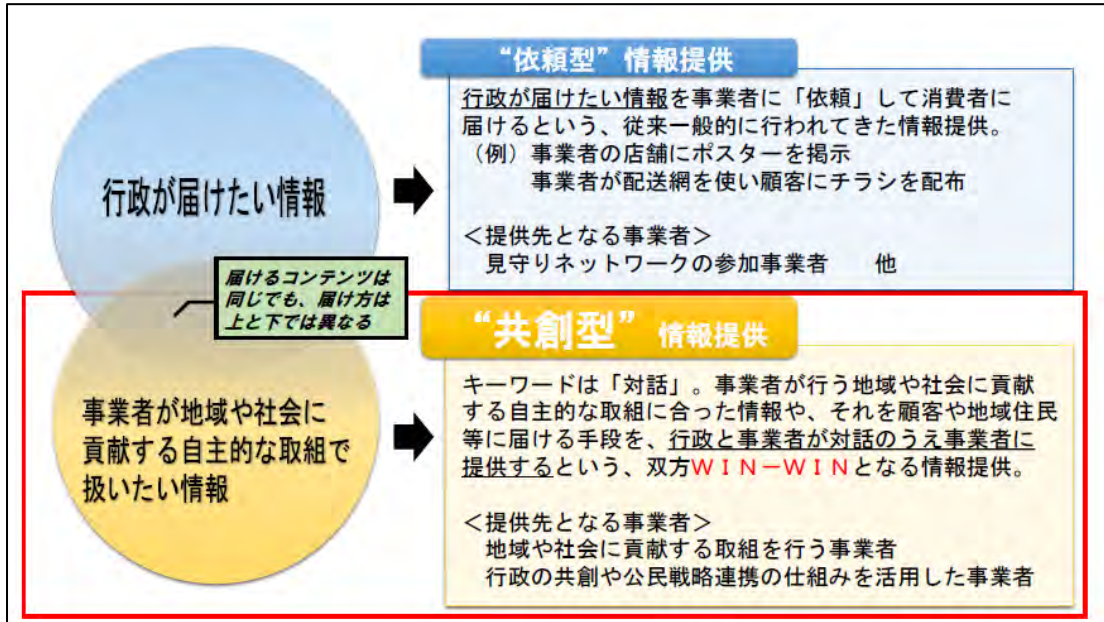 行政が届けたい情報
“依頼型”情報提供
行政が届けたい情報を事業者に「依頼」して消費者に
届けるという、従来一般的に行われてきた情報提供。
（例）事業者の店舗にポスターを掲示
事業者が配送網を使い顧客にチラシを配布
＜提供先となる事業者＞
見守りネットワークの参加事業者　　他
届けるコンテンツは
同じでも、届け方は
上と下では異なる
事業者が地域や社会に
貢献する自主的な取組で
扱いたい情報
“共創型”情報提供
キーワードは「対話」。事業者が行う地域や社会に貢献
する自主的な取組に合った情報や、それを顧客や地域住民
等に届ける手段を、行政と事業者が対話のうえ事業者に
提供するという、双方ＷＩＮ－ＷＩＮとなる情報提供。
＜提供先となる事業者＞
地域や社会に貢献する取組を行う事業者
行政の共創や公民戦略連携の仕組みを活用した事業者